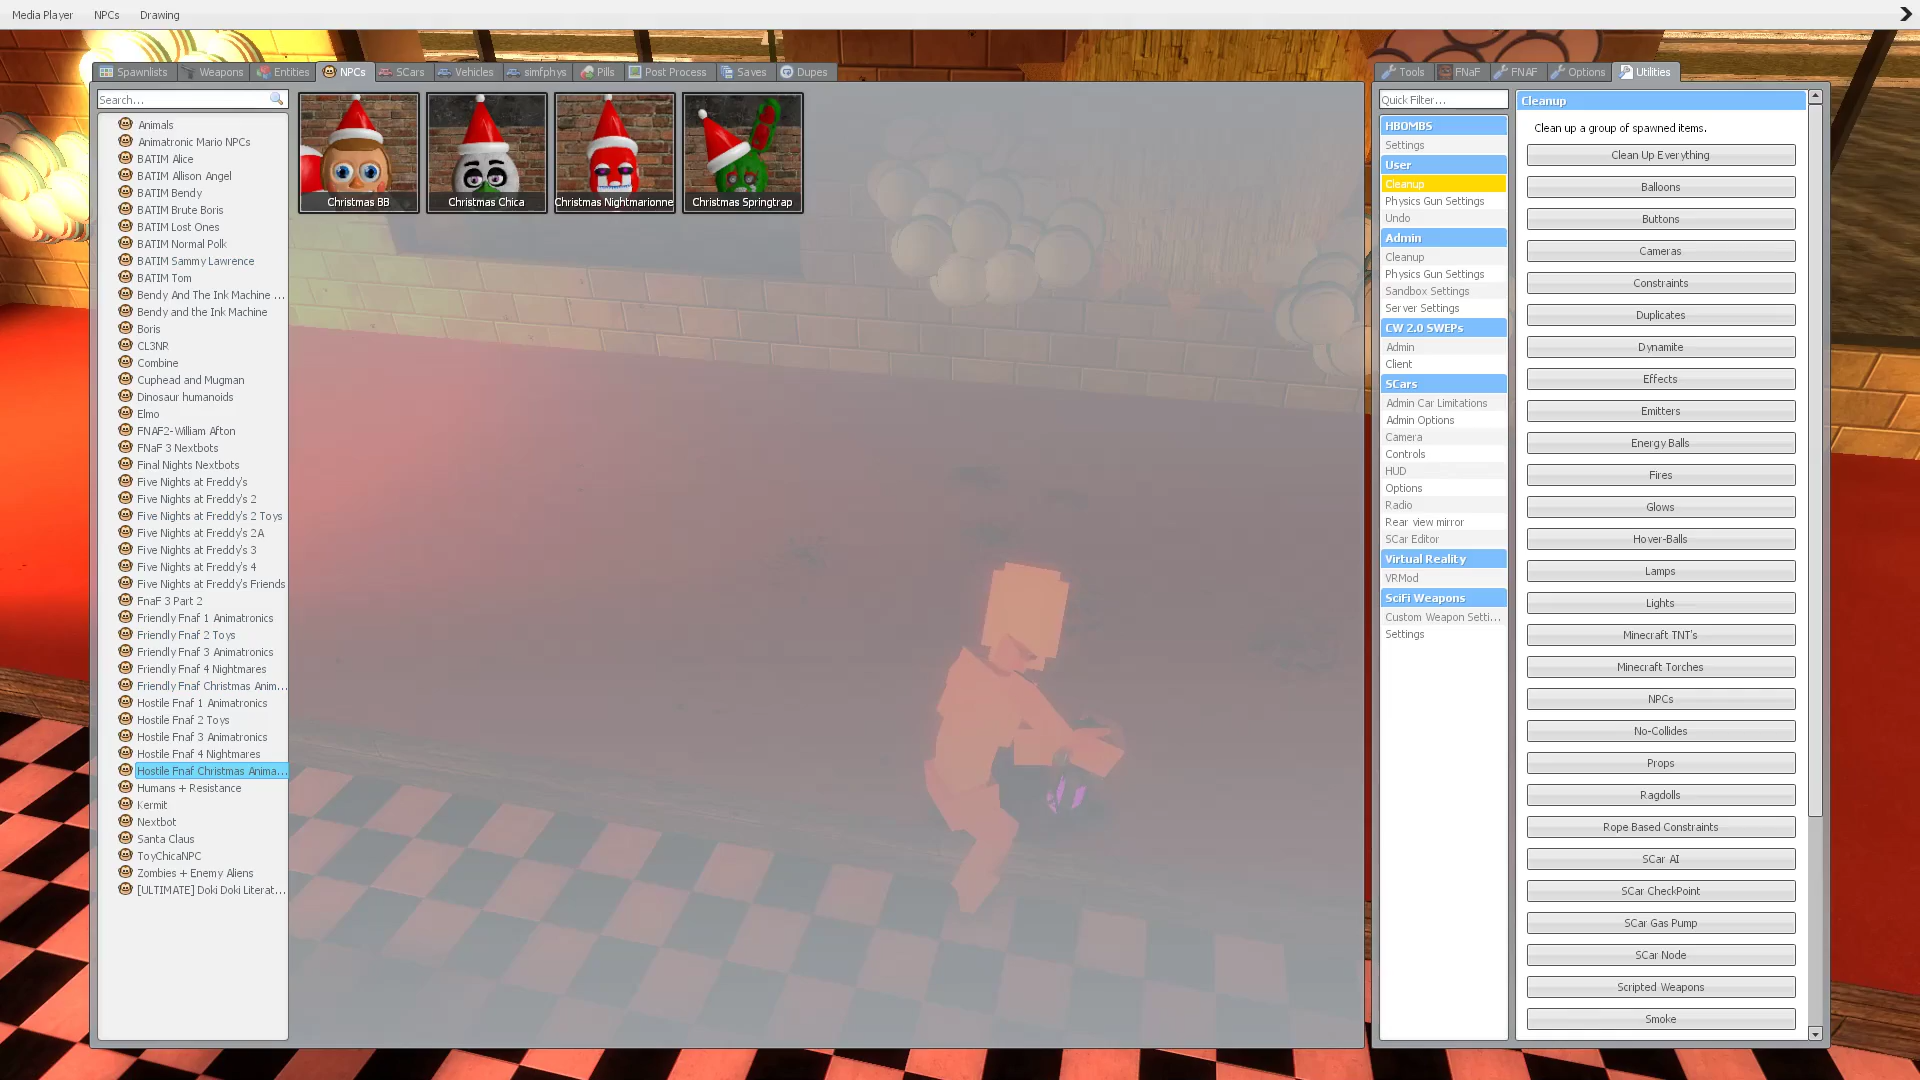 Media Player NPCs Drawing
Spawnlists Weapons Entities NPCs SCars Vehicles simfphys Pills Post Process Saves Dupes
Search...
Animals
Animatronic Mario NPCs
BATIM Alice
BATIM Allison Angel
BATIM Bendy
BATIM Brute Boris
BATIM Lost Ones
BATIM Normal Polk
BATIM Sammy Lawrence
BATIM Tom
Bendy And The Ink Machine ...
Bendy and the Ink Machine
Boris
CL3NR
Combine
Cuphead and Mugman
Dinosaur humanoids
Elmo
FNAF2-William Afton
FNaF 3 Nextbots
Final Nights Nextbots
Five Nights at Freddy's
Five Nights at Freddy's 2
Five Nights at Freddy's 2 Toys
Five Nights at Freddy's 2A
Five Nights at Freddy's 3
Five Nights at Freddy's 4
Five Nights at Freddy's Friends
FnaF 3 Part 2
Friendly Fnaf 1 Animatronics
Friendly Fnaf 2 Toys
Friendly Fnaf 3 Animatronics
Friendly Fnaf 4 Nightmares
Friendly Fnaf Christmas Anim...
Hostile Fnaf 1 Animatronics
Hostile Fnaf 2 Toys
Hostile Fnaf 3 Animatronics
Hostile Fnaf 4 Nightmares
Hostile Fnaf Christmas Anima...
Humans + Resistance
Kermit
Nextbot
Santa Claus
ToyChicaNPC
Zombies + Enemy Aliens
[ULTIMATE] Doki Doki Literat...
Christmas BB
Christmas Chica
Christmas Nightmarionne
Christmas Springtrap
Tools FNaF FNAF Options Utilities
Quick Filter...
HBOMBS
Settings
User
Cleanup
Physics Gun Settings
Undo
Admin
Cleanup
Physics Gun Settings
Sandbox Settings
Server Settings
CW 2.0 SWEPs
Admin
Client
SCars
Admin Car Limitations
Admin Options
Camera
Controls
HUD
Options
Radio
Rear view mirror
SCar Editor
Virtual Reality
VRMod
SciFi Weapons
Custom Weapon Setti...
Settings
Cleanup
Clean up a group of spawned items.
Clean Up Everything
Balloons
Buttons
Cameras
Constraints
Duplicates
Dynamite
Effects
Emitters
Energy Balls
Fires
Glows
Hover-Balls
Lamps
Lights
Minecraft TNT's
Minecraft Torches
NPCs
No-Collides
Props
Ragdolls
Rope Based Constraints
SCar AI
SCar CheckPoint
SCar Gas Pump
SCar Node
Scripted Weapons
Smoke